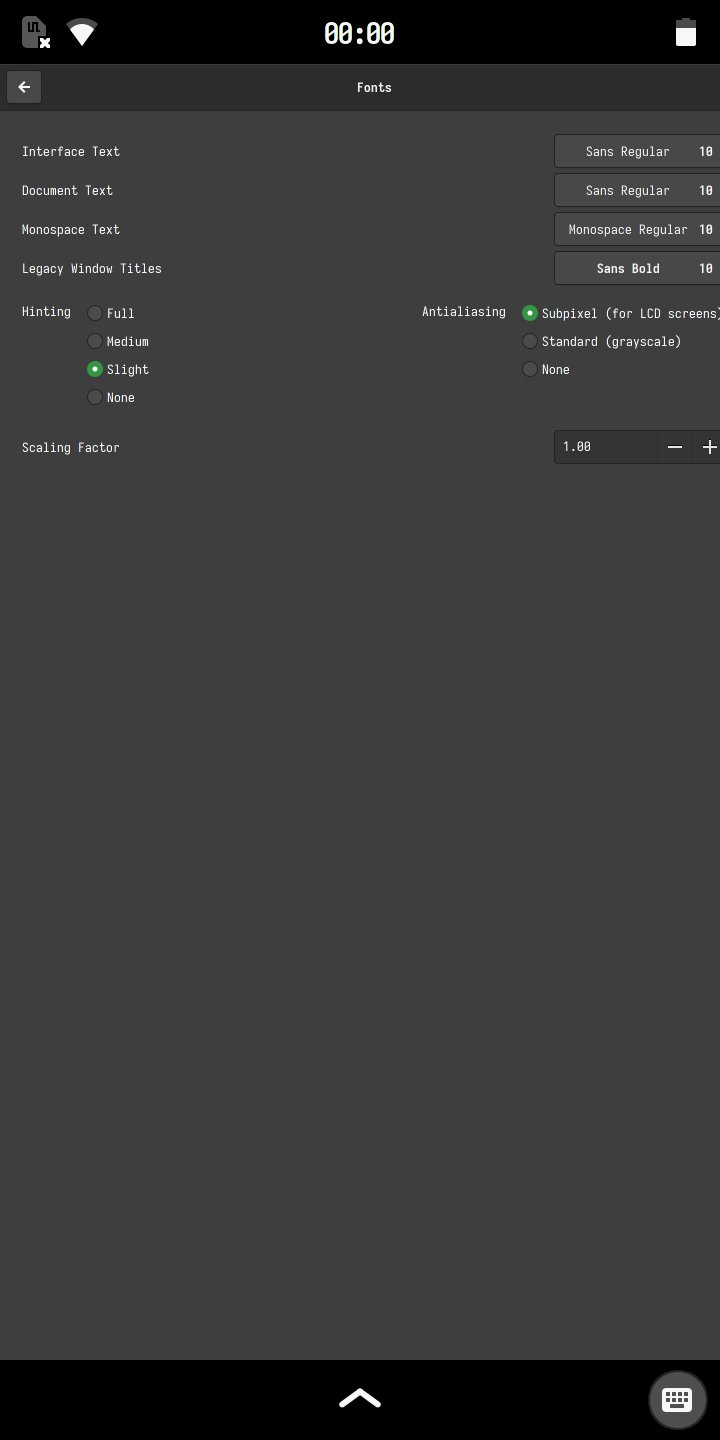 00:00
Fonts
Interface Text Sans Regular 10
Document Text Sans Regular 10
Monospace Text Monospace Regular 10
Legacy Window Titles Sans Bold 10
Hinting Full Antialiasing Subpixel (for LCD screens)
Medium Standard (grayscale)
Slight None
None
Scaling Factor 1.00